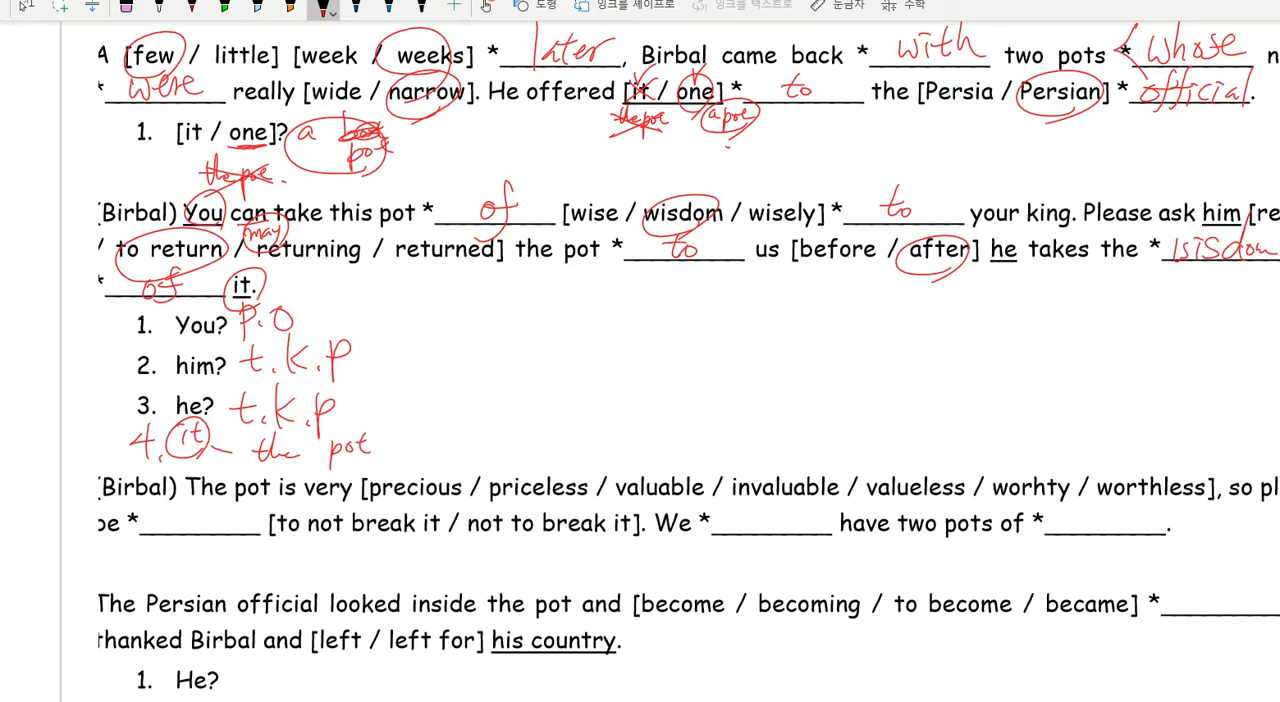 도형 잉크를 셰이프로 잉크를 텍스트로 눈금자 수학
A [few / little] [week / weeks] * later, Birbal came back * with two pots * whose n
* were really [wide / narrow]. He offered [it / one] * to the [Persia / Persian] * official.
the pot a pot
1. [it / one]? a pot
the pot.
(Birbal) You can take this pot * of [wise / wisdom / wisely] * to your king. Please ask him [re
may
/ to return / returning / returned] the pot * to us [before / after] he takes the * wisdom
* of it.
1. You? P.O
2. him? t.k.p
3. he? t.k.p
4. it - the pot
(Birbal) The pot is very [precious / priceless / valuable / invaluable / valueless / worhty / worthless], so pl
be *_________ [to not break it / not to break it]. We *_________ have two pots of *_________.
The Persian official looked inside the pot and [become / becoming / to become / became] *_________
thanked Birbal and [left / left for] his country.
1. He?